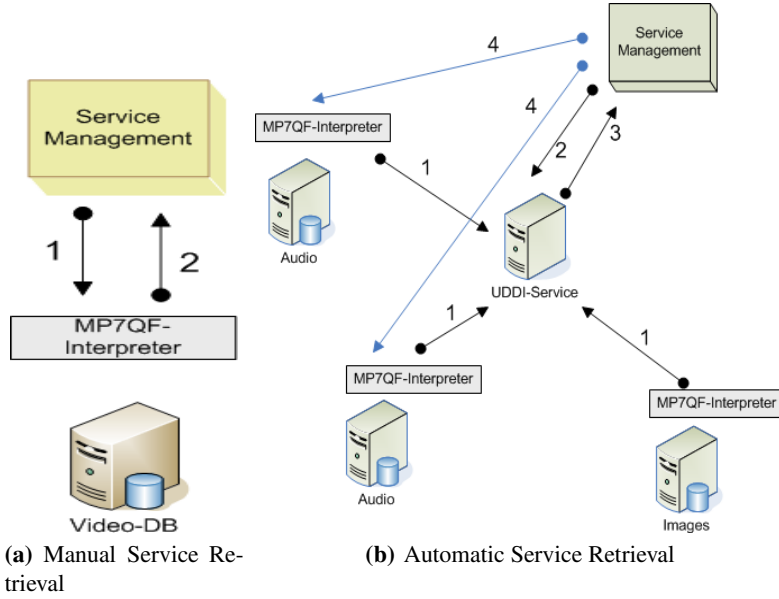 Service
Management
1
2
MP7QF-
Interpreter
Video-DB
(a) Manual Service Re-
trieval
Service
Management
4
4
MP7QF-Interpreter
1
2
3
Audio
UDDI-Service
1
MP7QF-Interpreter
Audio
1
MP7QF-Interpreter
Images
(b) Automatic Service Retrieval